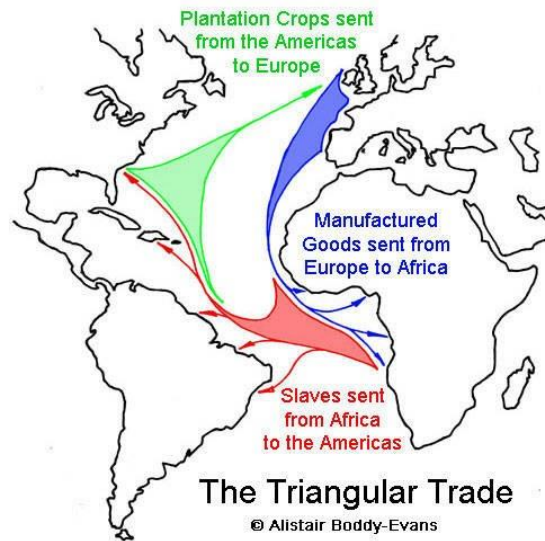 Plantation Crops sent
from the Americas
to Europe
Manufactured
Goods sent from
Europe to Africa
Slaves sent
from Africa
to the Americas
The Triangular Trade
© Alistair Boddy-Evans